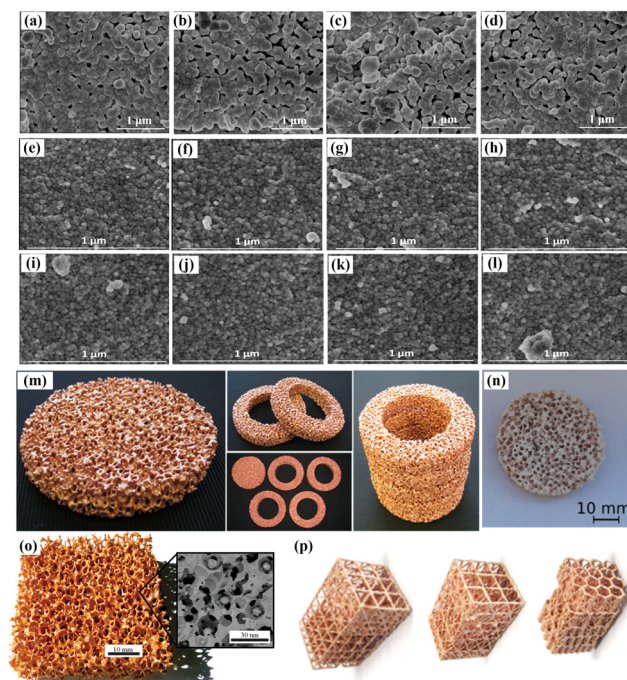 (a) (b) (c) (d)
1 μm 1 μm 1 μm 1 μm
(e) (f) (g) (h)
1 μm 1 μm 1 μm 1 μm
(i) (j) (k) (l)
1 μm 1 μm 1 μm 1 μm
(m) (n)
10 mm
(o) (p)
10 mm 30 nm